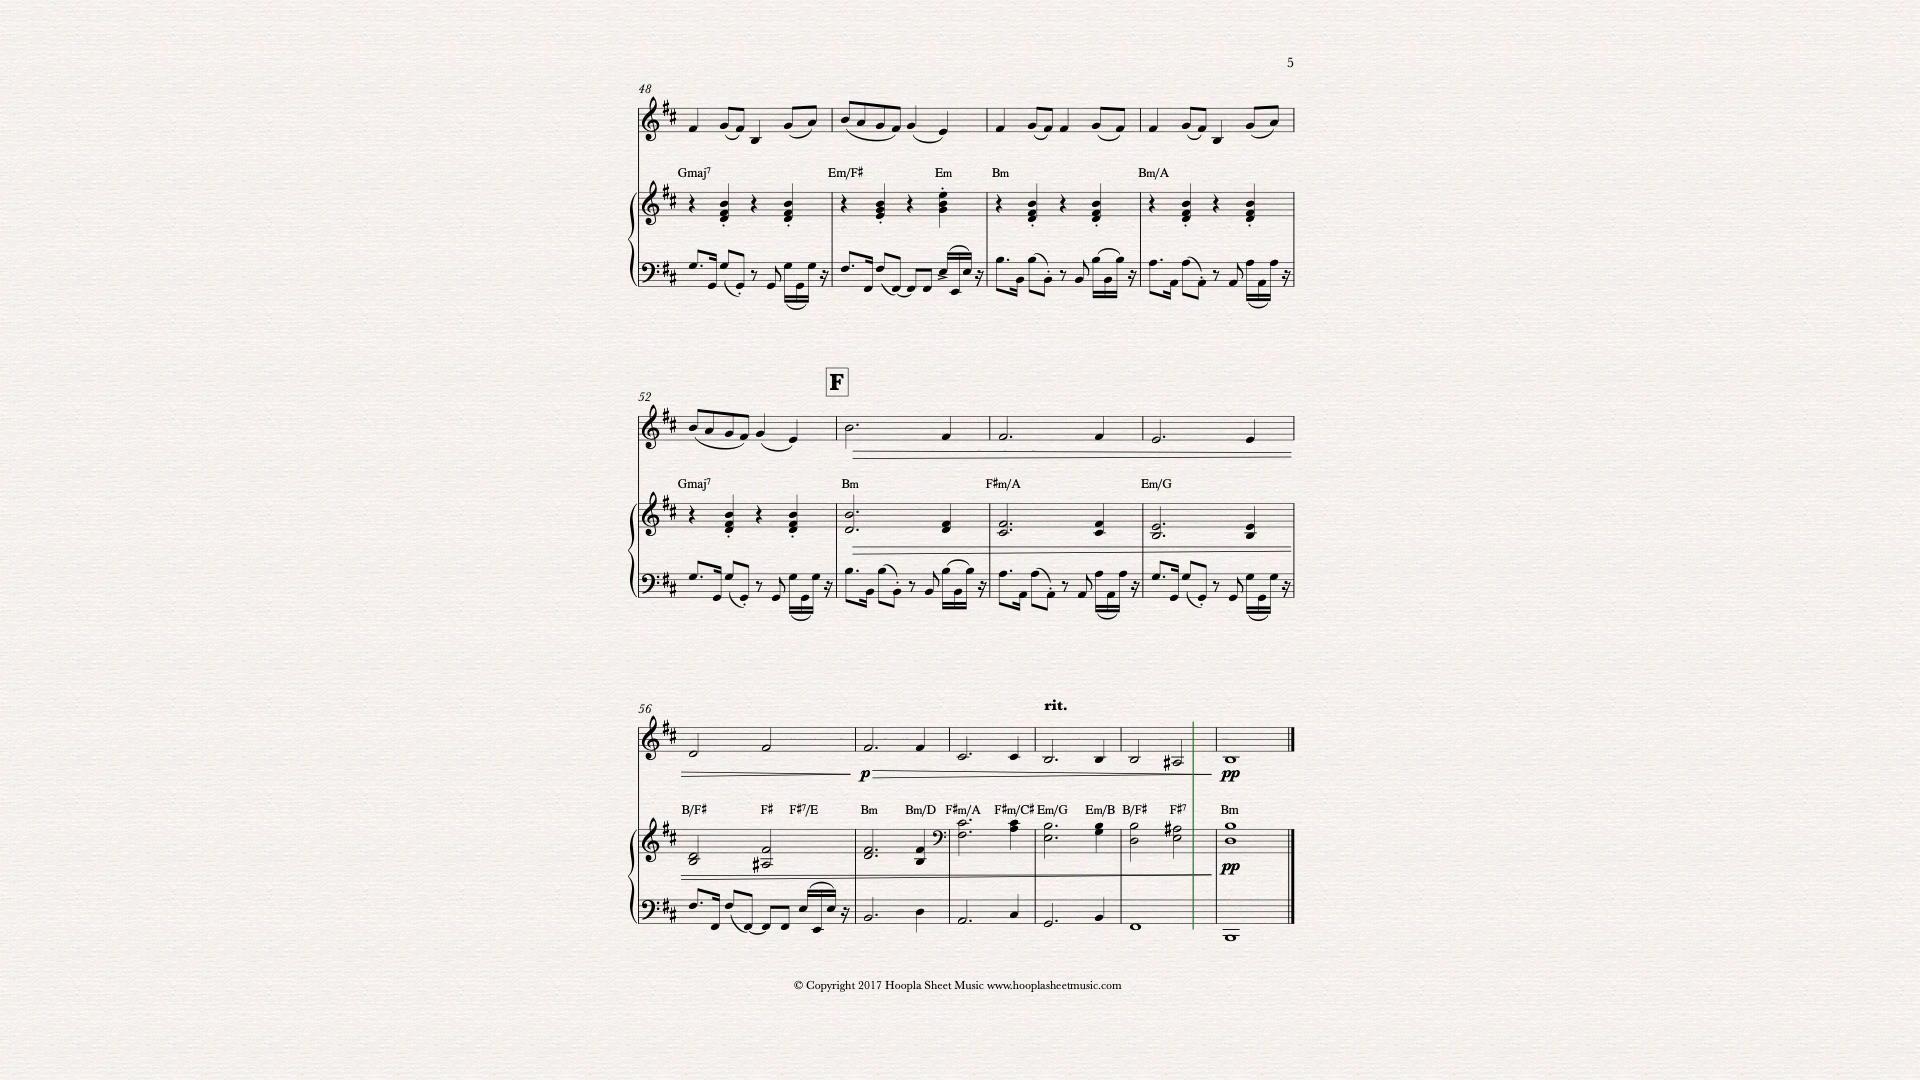 5
48
Gmaj7 Em/F♯ Em Bm Bm/A
F
52
Gmaj7 Bm F♯m/A Em/G
rit.
56
p pp
B/F♯ F♯ F♯7/E Bm Bm/D F♯m/A F♯m/C♯ Em/G Em/B B/F♯ F♯7 Bm
pp
© Copyright 2017 Hoopla Sheet Music www.hooplasheetmusic.com